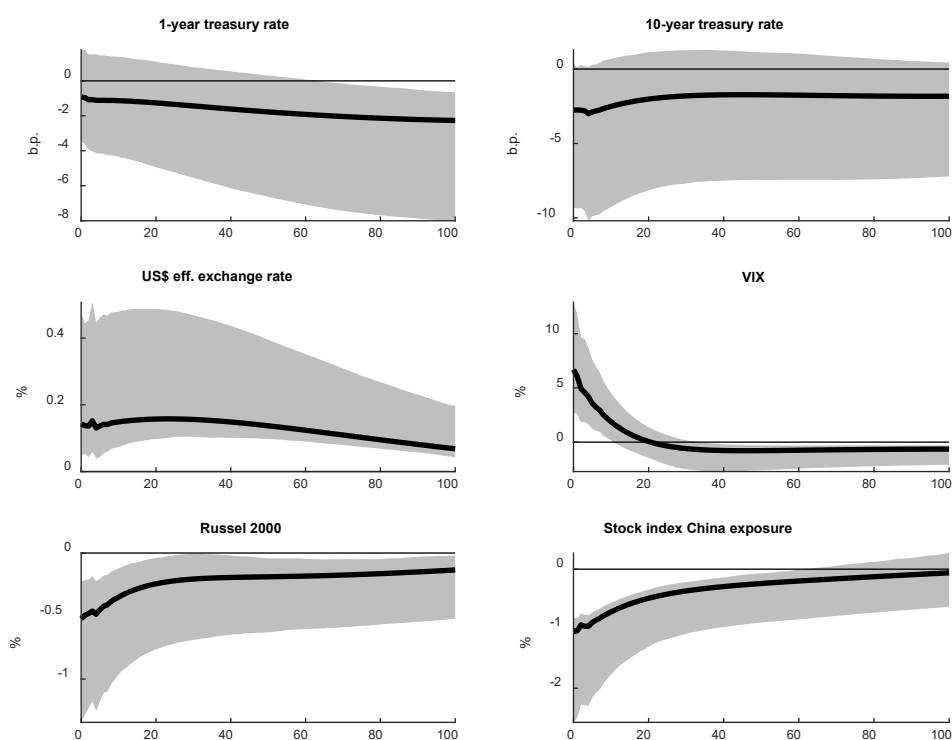 1-year treasury rate
0
-2
-4
-6
-8
b.p.
0 20 40 60 80 100
10-year treasury rate
0
-5
-10
b.p.
0 20 40 60 80 100
US$ eff. exchange rate
0.4
0.2
0
%
0 20 40 60 80 100
VIX
10
5
0
%
0 20 40 60 80 100
Russel 2000
0
-0.5
-1
%
0 20 40 60 80 100
Stock index China exposure
0
-1
-2
%
0 20 40 60 80 100